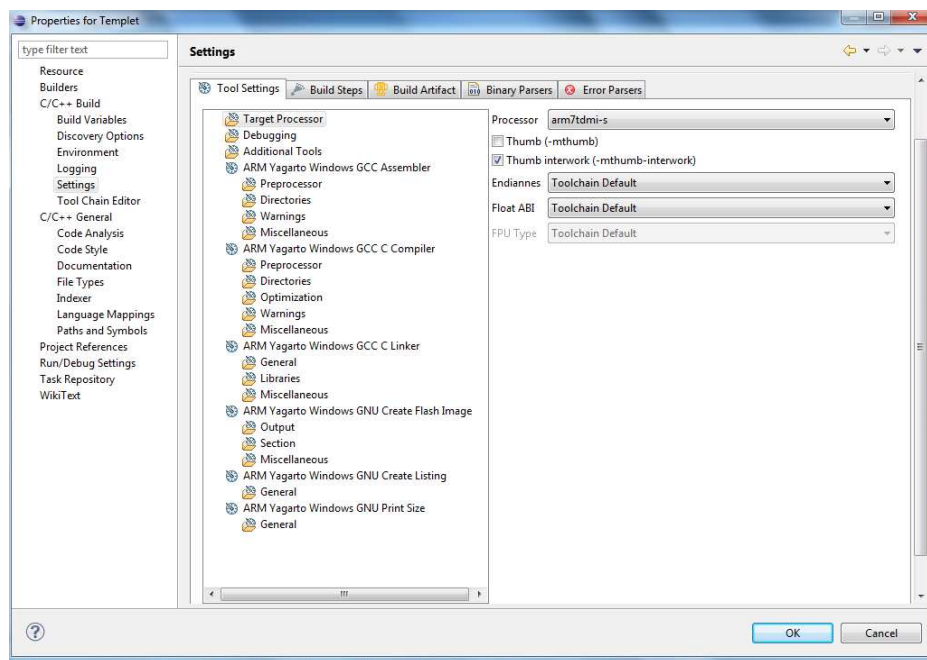 Properties for Templet
type filter text
Resource
Builders
C/C++ Build
Build Variables
Discovery Options
Environment
Logging
Settings
Tool Chain Editor
C/C++ General
Code Analysis
Code Style
Documentation
File Types
Indexer
Language Mappings
Paths and Symbols
Project References
Run/Debug Settings
Task Repository
WikiText
Settings
Tool Settings
Build Steps
Build Artifact
Binary Parsers
Error Parsers
Target Processor
Debugging
Additional Tools
ARM Yagarto Windows GCC Assembler
Preprocessor
Directories
Warnings
Miscellaneous
ARM Yagarto Windows GCC C Compiler
Preprocessor
Directories
Optimization
Warnings
Miscellaneous
ARM Yagarto Windows GCC C Linker
General
Libraries
Miscellaneous
ARM Yagarto Windows GNU Create Flash Image
Output
Section
Miscellaneous
ARM Yagarto Windows GNU Create Listing
General
ARM Yagarto Windows GNU Print Size
General
Processor arm7tdmi-s
Thumb (-mthumb)
Thumb interwork (-mthumb-interwork)
Endiannes Toolchain Default
Float ABI Toolchain Default
FPU Type Toolchain Default
OK
Cancel